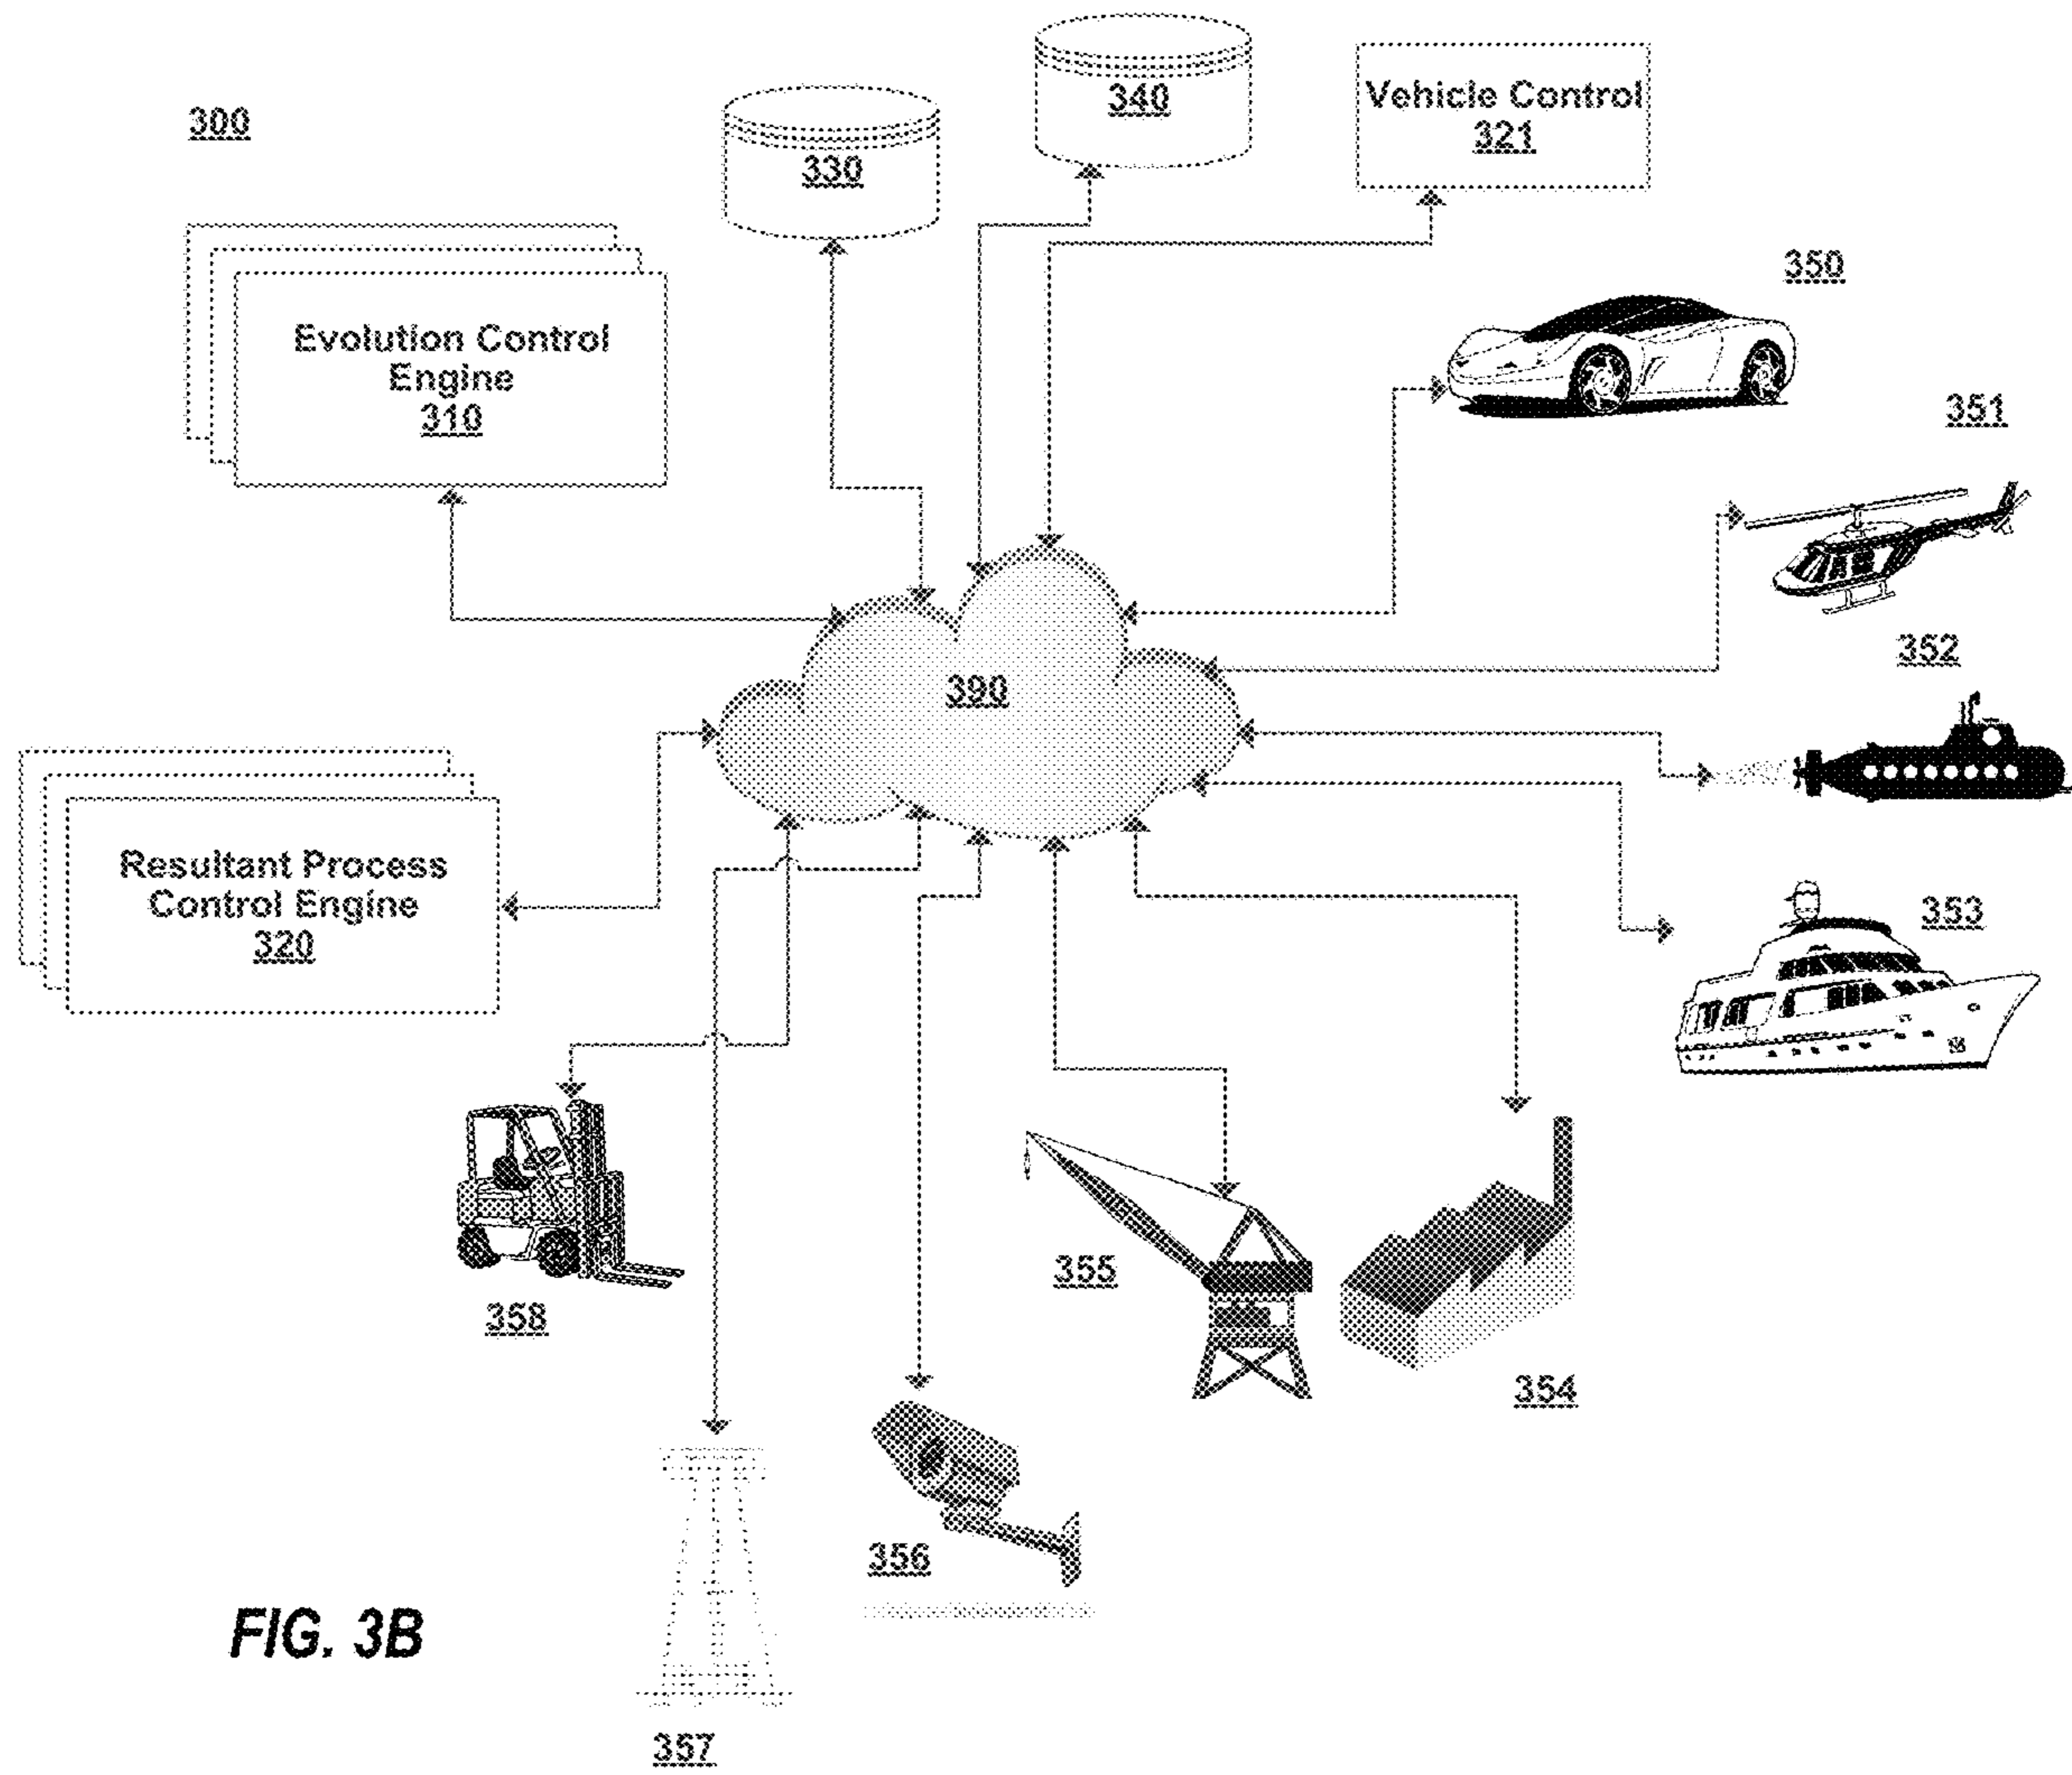 300
330
340
Vehicle Control
321
Evolution Control
Engine
310
350
351
352
390
353
Resultant Process
Control Engine
320
358
355
354
356
357
FIG. 3B